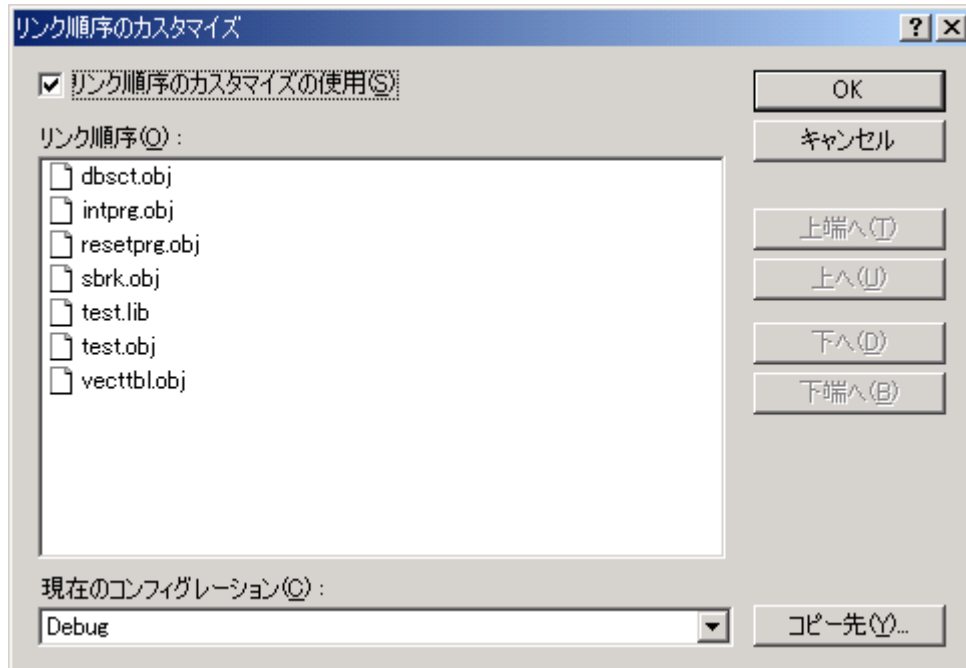 リンク順序のカスタマイズ
リンク順序のカスタマイズの使用(S)
OK
リンク順序(O) :
キャンセル
dbsct.obj
intprg.obj
resetprg.obj
sbrk.obj
test.lib
test.obj
vecttbl.obj
上端へ(T)
上へ(U)
下へ(D)
下端へ(B)
現在のコンフィグレーション(C) :
Debug
コピー先(Y)...